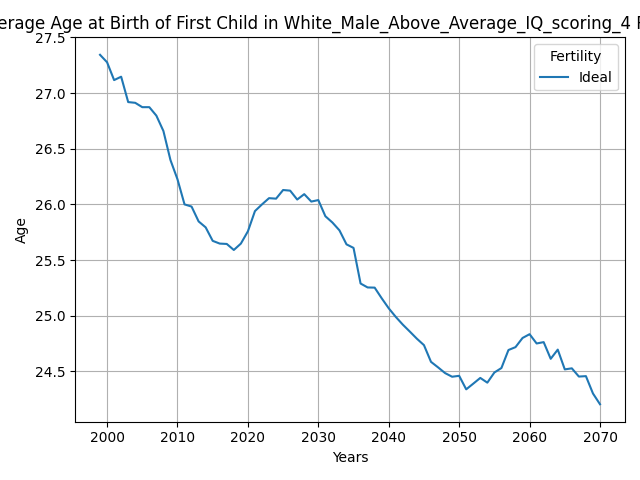 erage Age at Birth of First Child in White_Male_Above_Average_IQ_scoring_4
27.5
27.0
26.5
26.0
25.5
25.0
24.5
Age
Fertility
Ideal
2000 2010 2020 2030 2040 2050 2060 2070
Years